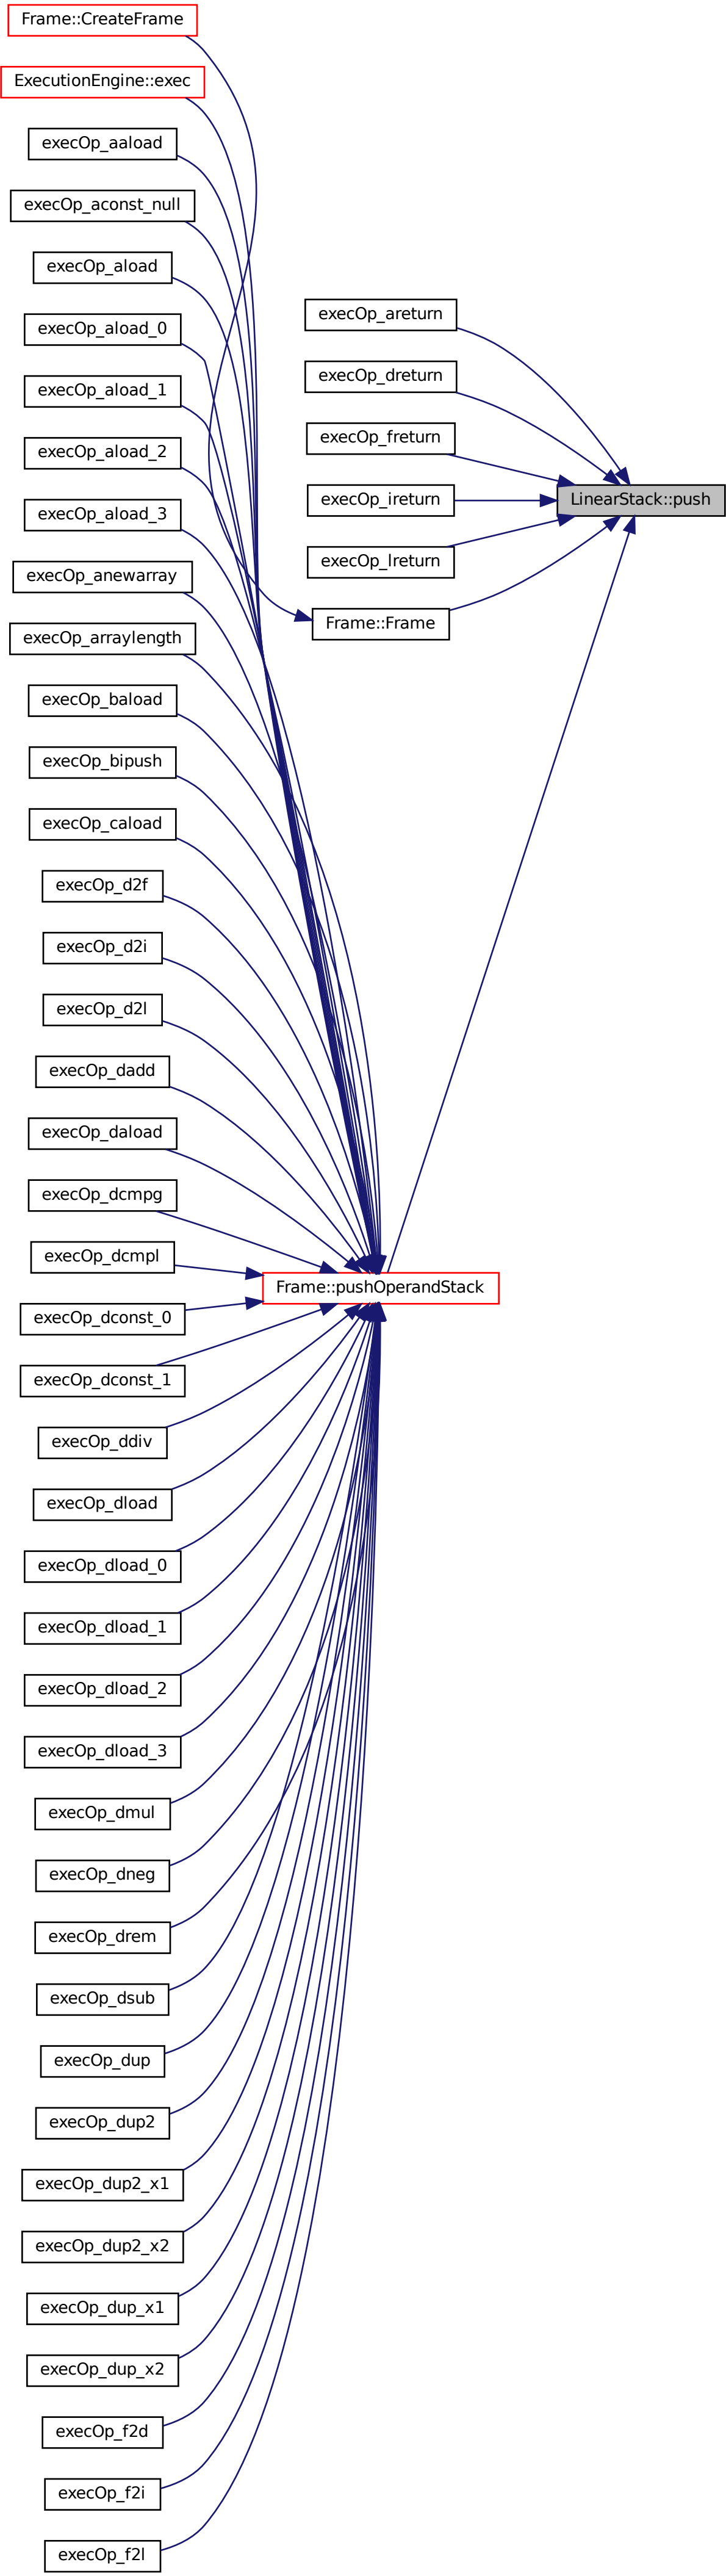 Frame::CreateFrame
ExecutionEngine::exec
execOp_aaload
execOp_aconst_null
execOp_aload
execOp_aload_0
execOp_aload_1
execOp_aload_2
execOp_aload_3
execOp_anewarray
execOp_arraylength
execOp_baload
execOp_bipush
execOp_caload
execOp_d2f
execOp_d2i
execOp_d2l
execOp_dadd
execOp_daload
execOp_dcmpg
execOp_dcmpl
execOp_dconst_0
execOp_dconst_1
execOp_ddiv
execOp_dload
execOp_dload_0
execOp_dload_1
execOp_dload_2
execOp_dload_3
execOp_dmul
execOp_dneg
execOp_drem
execOp_dsub
execOp_dup
execOp_dup2
execOp_dup2_x1
execOp_dup2_x2
execOp_dup_x1
execOp_dup_x2
execOp_f2d
execOp_f2i
execOp_f2l
execOp_areturn
execOp_dreturn
execOp_freturn
execOp_ireturn
execOp_lreturn
Frame::Frame
Frame::pushOperandStack
LinearStack::push